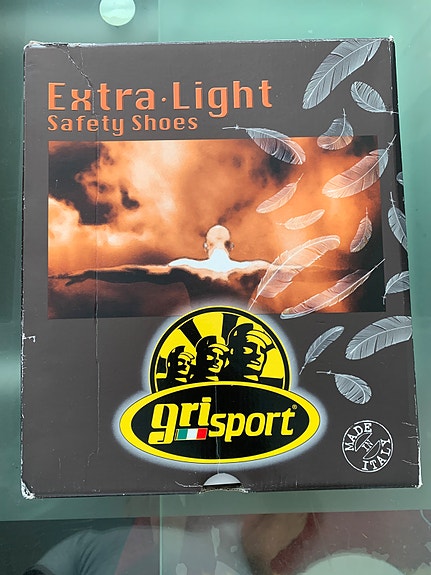 Extra·Light
Safety Shoes
grisport®
MADE
IN
ITALY